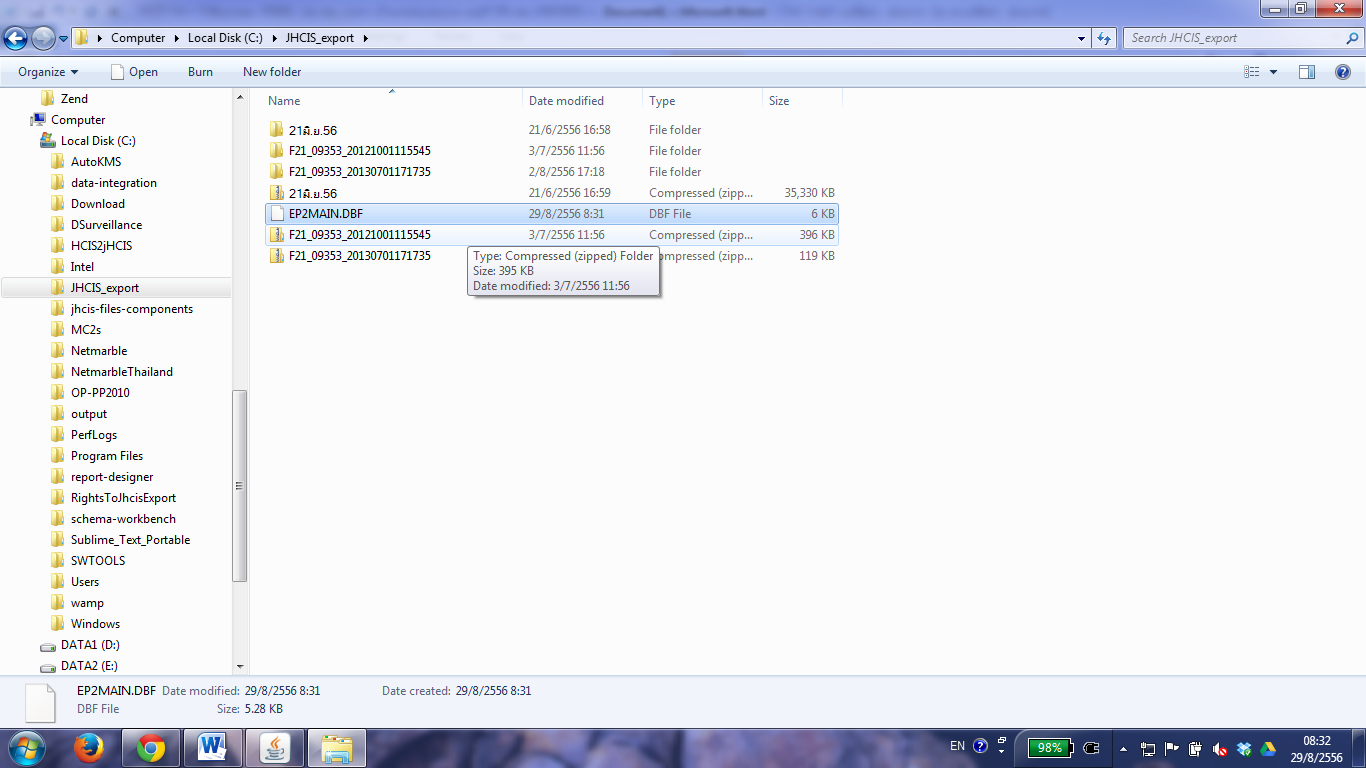 Computer ▸ Local Disk (C:) ▸ JHCIS_export ▸
Search JHCIS_export
Organize Open Burn New folder
Zend
Computer
Local Disk (C:)
AutoKMS
data-integration
Download
DSurveillance
HCIS2jHCIS
Intel
JHCIS_export
jhcis-files-components
MC2s
Netmarble
NetmarbleThailand
OP-PP2010
output
PerfLogs
Program Files
report-designer
RightsToJhcisExport
schema-workbench
Sublime_Text_Portable
SWTOOLS
Users
wamp
Windows
DATA1 (D:)
DATA2 (E:)
Name Date modified Type Size
21มิ.ย.56 21/6/2556 16:58 File folder
F21_09353_20121001115545 3/7/2556 11:56 File folder
F21_09353_20130701171735 2/8/2556 17:18 File folder
21มิ.ย.56 21/6/2556 16:59 Compressed (zipp... 35,330 KB
EP2MAIN.DBF 29/8/2556 8:31 DBF File 6 KB
F21_09353_20121001115545 3/7/2556 11:56 Compressed (zipp... 396 KB
F21_09353_20130701171735 (zipp... 119 KB
Type: Compressed (zipped) Folder
Size: 395 KB
Date modified: 3/7/2556 11:56
EP2MAIN.DBF Date modified: 29/8/2556 8:31 Date created: 29/8/2556 8:31
DBF File Size: 5.28 KB
EN 98% 08:32
29/8/2556